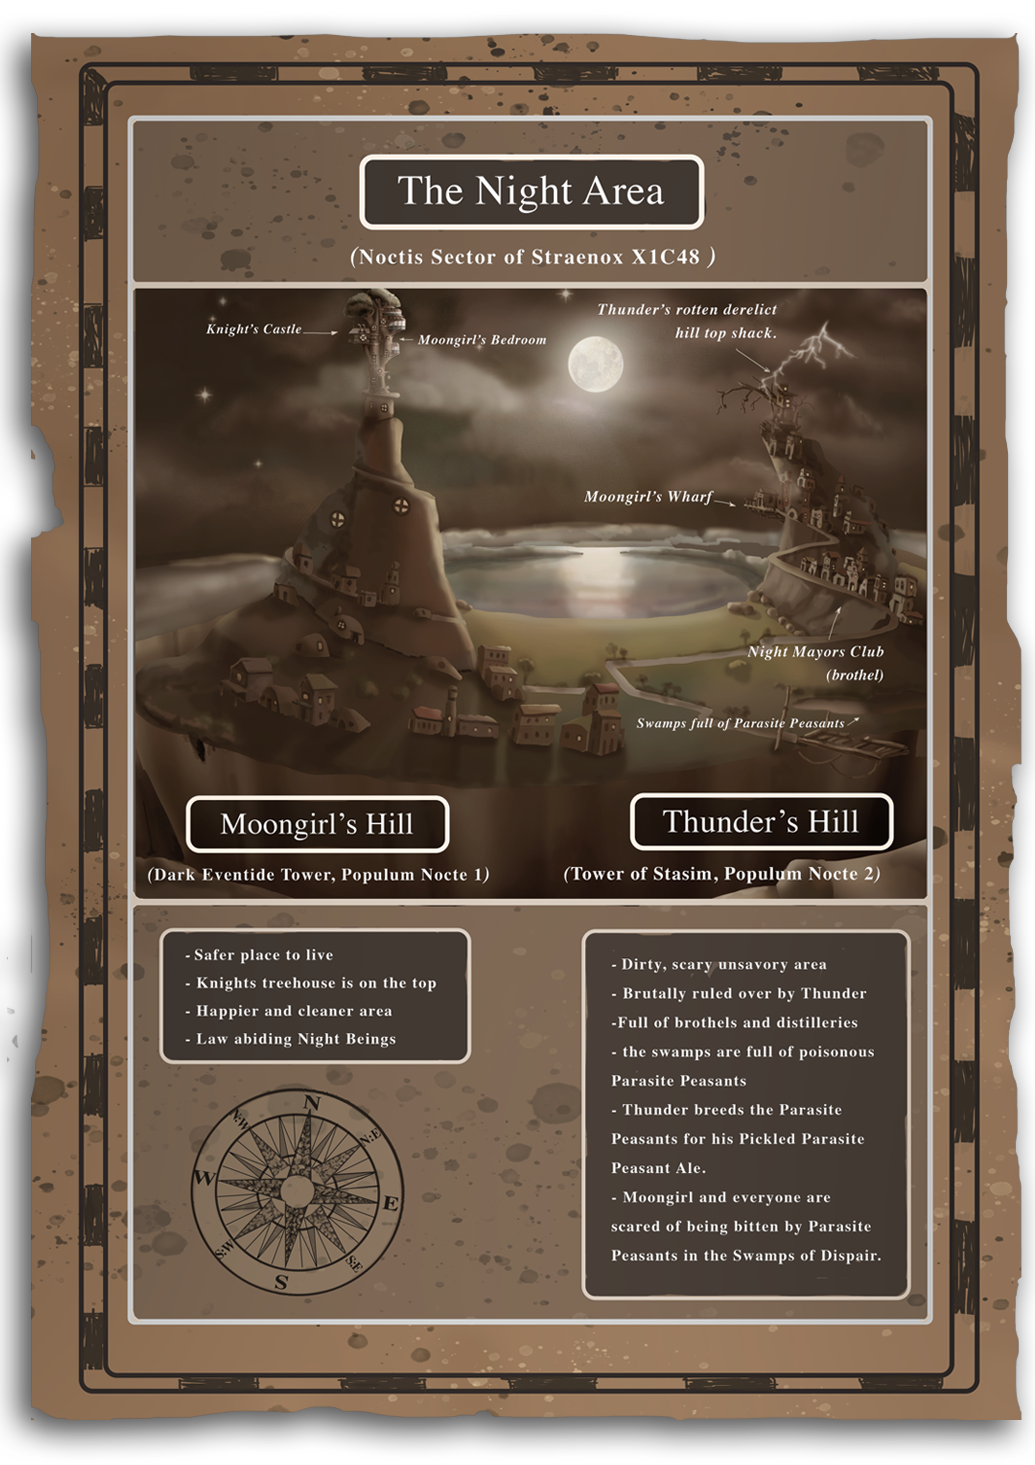 The Night Area
(Noctis Sector of Straenox X1C48 )
Knight's Castle
Moongirl's Bedroom
Thunder's rotten derelict
hill top shack.
Moongirl's Wharf
Night Mayors Club
(brothel)
Swamps full of Parasite Peasants
Moongirl's Hill
(Dark Eventide Tower, Populum Nocte 1)
Thunder's Hill
(Tower of Stasim, Populum Nocte 2)
- Safer place to live
- Knights treehouse is on the top
- Happier and cleaner area
- Law abiding Night Beings
- Dirty, scary unsavory area
- Brutally ruled over by Thunder
-Full of brothels and distilleries
- the swamps are full of poisonous
Parasite Peasants
- Thunder breeds the Parasite
Peasants for his Pickled Parasite
Peasant Ale.
- Moongirl and everyone are
scared of being bitten by Parasite
Peasants in the Swamps of Dispair.
N
N:W
N:E
W
E
S:W
S:E
S